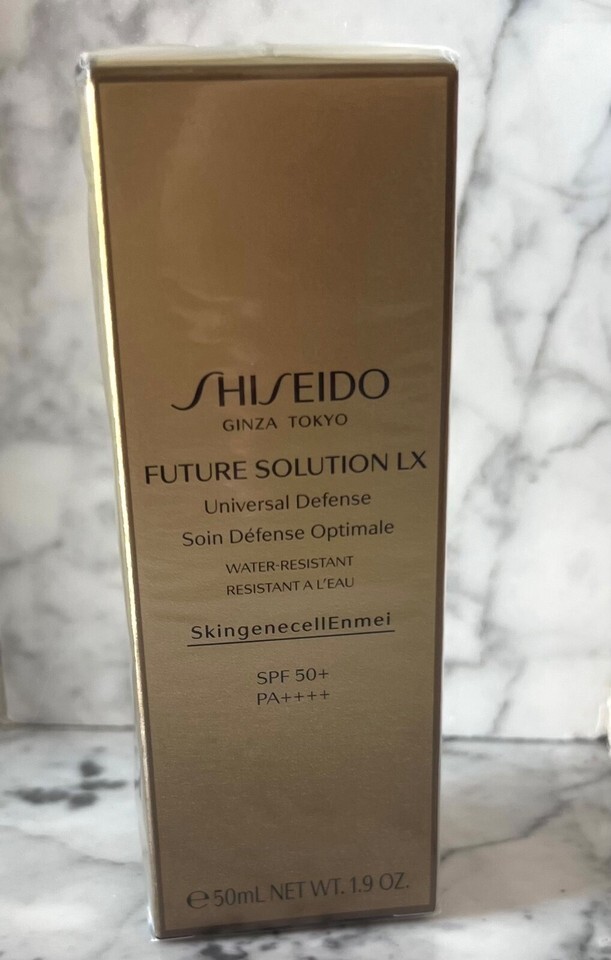 SHISEIDO
GINZA TOKYO
FUTURE SOLUTION LX
Universal Defense
Soin Défense Optimale
WATER-RESISTANT
RESISTANT A L'EAU
SkingenecellEnmei
SPF 50+
PA++++
℮50mL NET WT. 1.9 OZ.